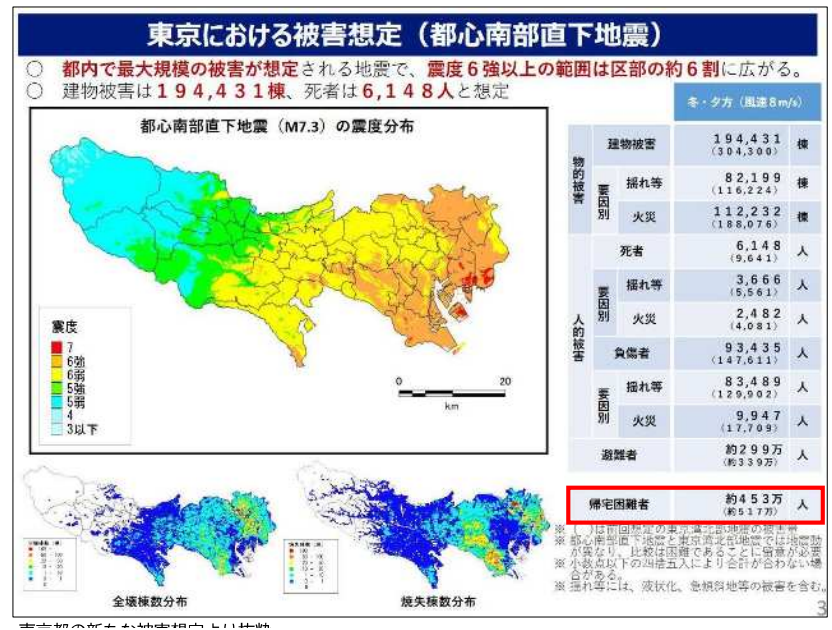 東京における被害想定（都心南部直下地震）
○ 都内で最大規模の被害が想定される地震で、震度６強以上の範囲は区部の約６割に広がる。
○ 建物被害は１９４,４３１棟、死者は６,１４８人と想定
都心南部直下地震（M7.3）の震度分布
震度
7
6強
6弱
5強
5弱
4
3以下
0 20
km
全壊棟数分布
焼失棟数分布
冬・夕方（風速８m/s）
物的被害
建物被害 １９４,４３１ 棟
（３０４,３００）
要因別
揺れ等 ８２,１９９ 棟
（１１６,２２４）
火災 １１２,２３２ 棟
（１８８,０７６）
人的被害
死者 ６,１４８ 人
（９,６４１）
要因別
揺れ等 ３,６６６ 人
（５,５６１）
火災 ２,４８２ 人
（４,０８１）
負傷者 ９３,４３５ 人
（１４７,６１１）
要因別
揺れ等 ８３,４８９ 人
（１２９,９０２）
火災 ９,９４７ 人
（１７,７０９）
避難者 約２９９万 人
（約３３９万）
帰宅困難者 約４５３万 人
（約５１７万）
※（ ）は前回想定の東京湾北部地震の被害量
※ 都心南部直下地震と東京湾北部地震では地震動
が異なり、比較は困難であることに留意が必要
※ 小数点以下の四捨五入により合計が合わない場
合がある。
※ 揺れ等には、液状化、急傾斜地等の被害を含む。
3